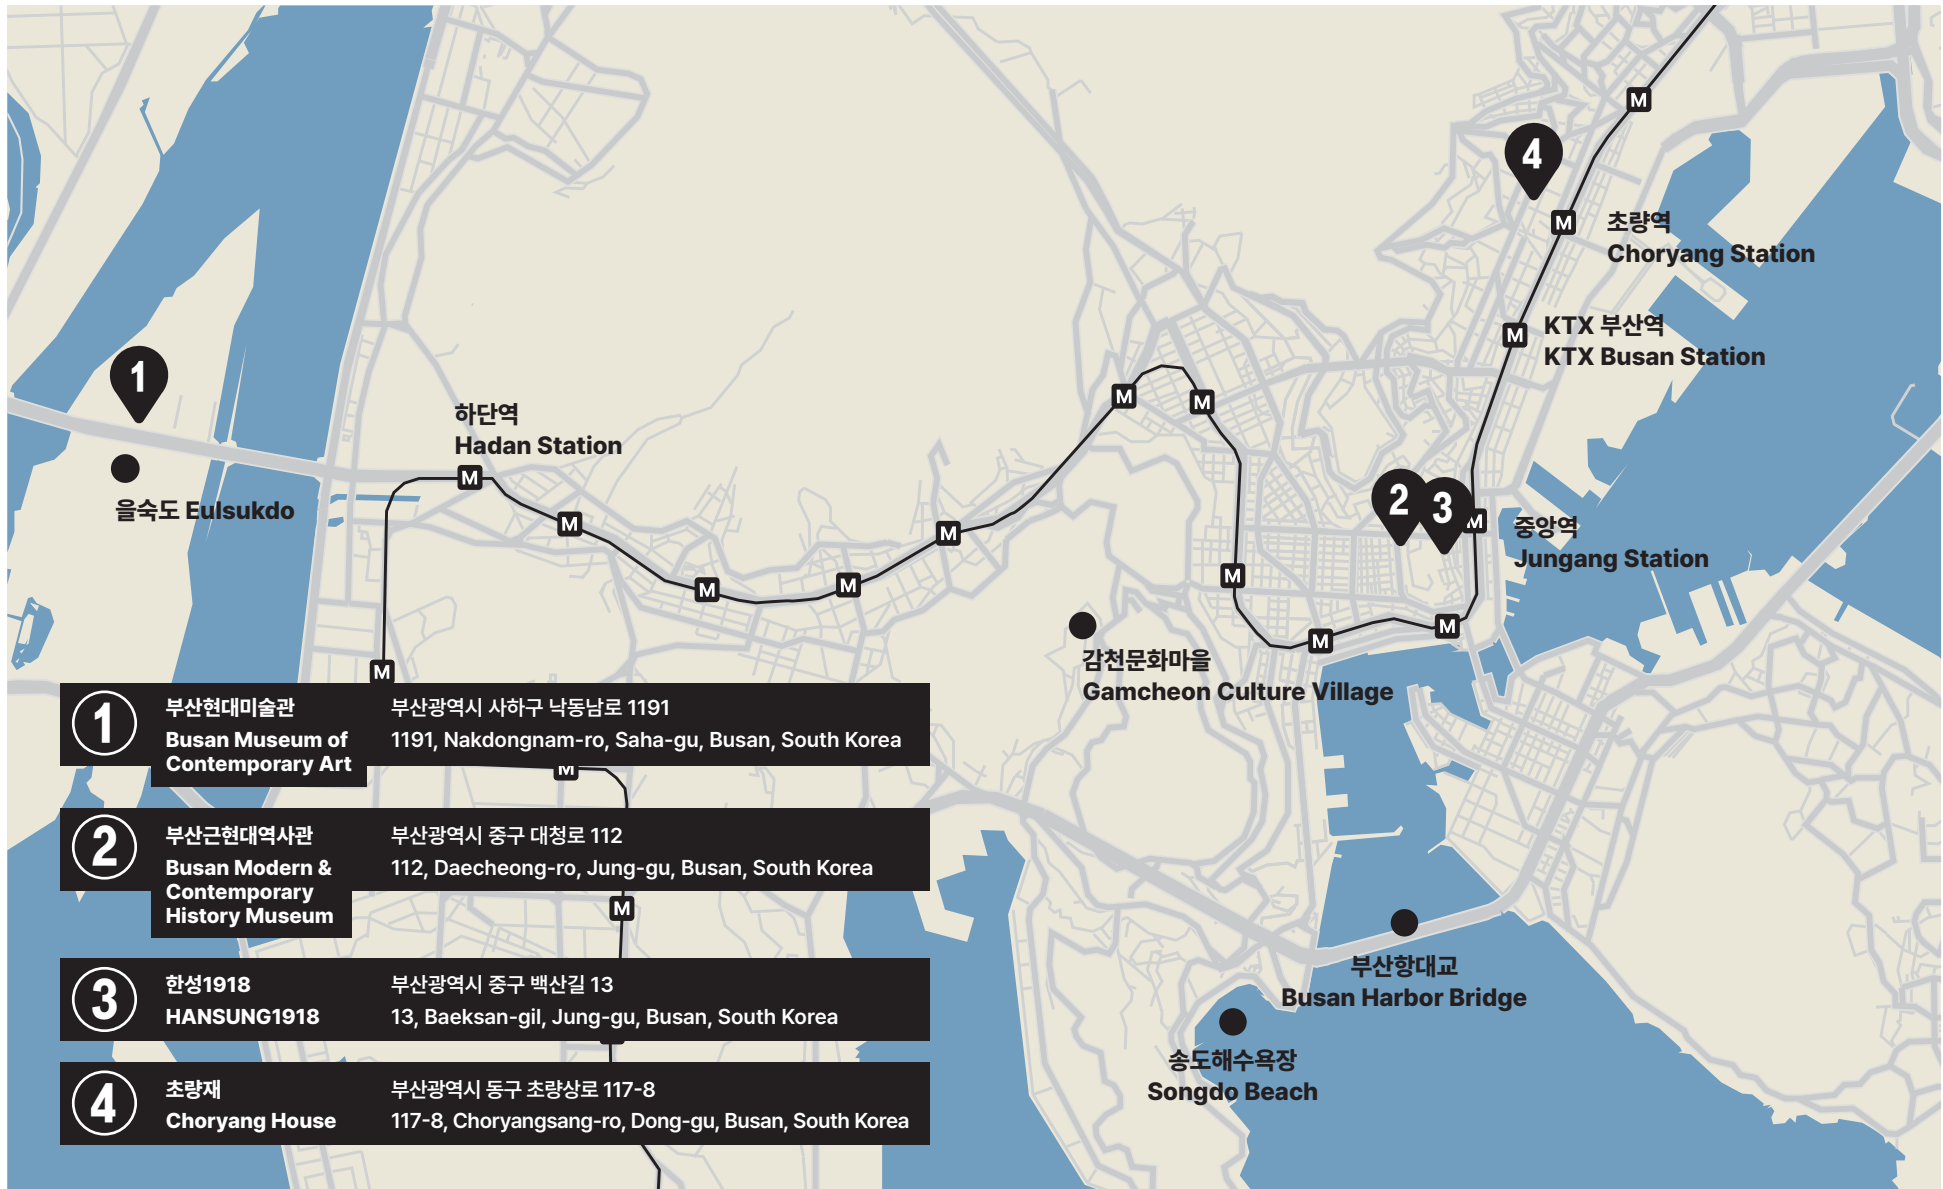 4
M
M
초량역
Choryang Station
M
KTX 부산역
KTX Busan Station
1
하단역
Hadan Station
M
M
M
2
3
M
중앙역
Jungang Station
을숙도 Eulsukdo
M
M
M
M
M
M
M
감천문화마을
Gamcheon Culture Village
M
1
부산현대미술관
Busan Museum of
Contemporary Art
부산광역시 사하구 낙동남로 1191
1191, Nakdongnam-ro, Saha-gu, Busan, South Korea
M
2
부산근현대역사관
Busan Modern &
Contemporary
History Museum
부산광역시 중구 대청로 112
112, Daecheong-ro, Jung-gu, Busan, South Korea
M
3
한성1918
HANSUNG1918
부산광역시 중구 백산길 13
13, Baeksan-gil, Jung-gu, Busan, South Korea
4
초량재
Choryang House
부산광역시 동구 초량상로 117-8
117-8, Choryangsang-ro, Dong-gu, Busan, South Korea
부산항대교
Busan Harbor Bridge
송도해수욕장
Songdo Beach